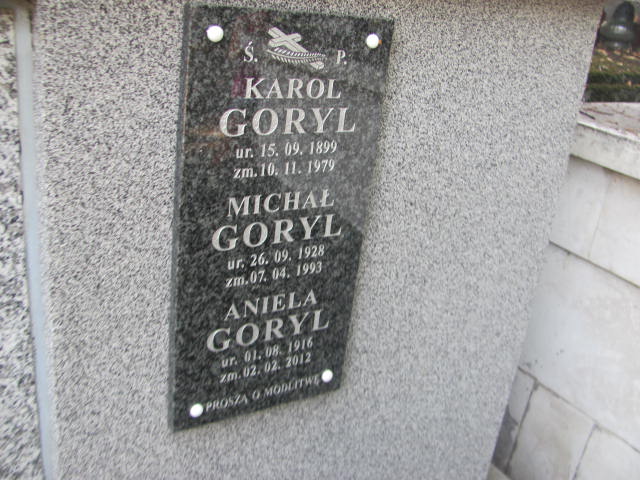 Ś. P.
KAROL
GORYL
ur. 15. 09. 1899
zm.10. 11. 1979
MICHAŁ
GORYL
ur. 26. 09. 1928
zm.07. 04. 1993
ANIELA
GORYL
ur. 01. 08. 1916
zm.02. 02. 2012
PROSZĄ O MODLITWĘ